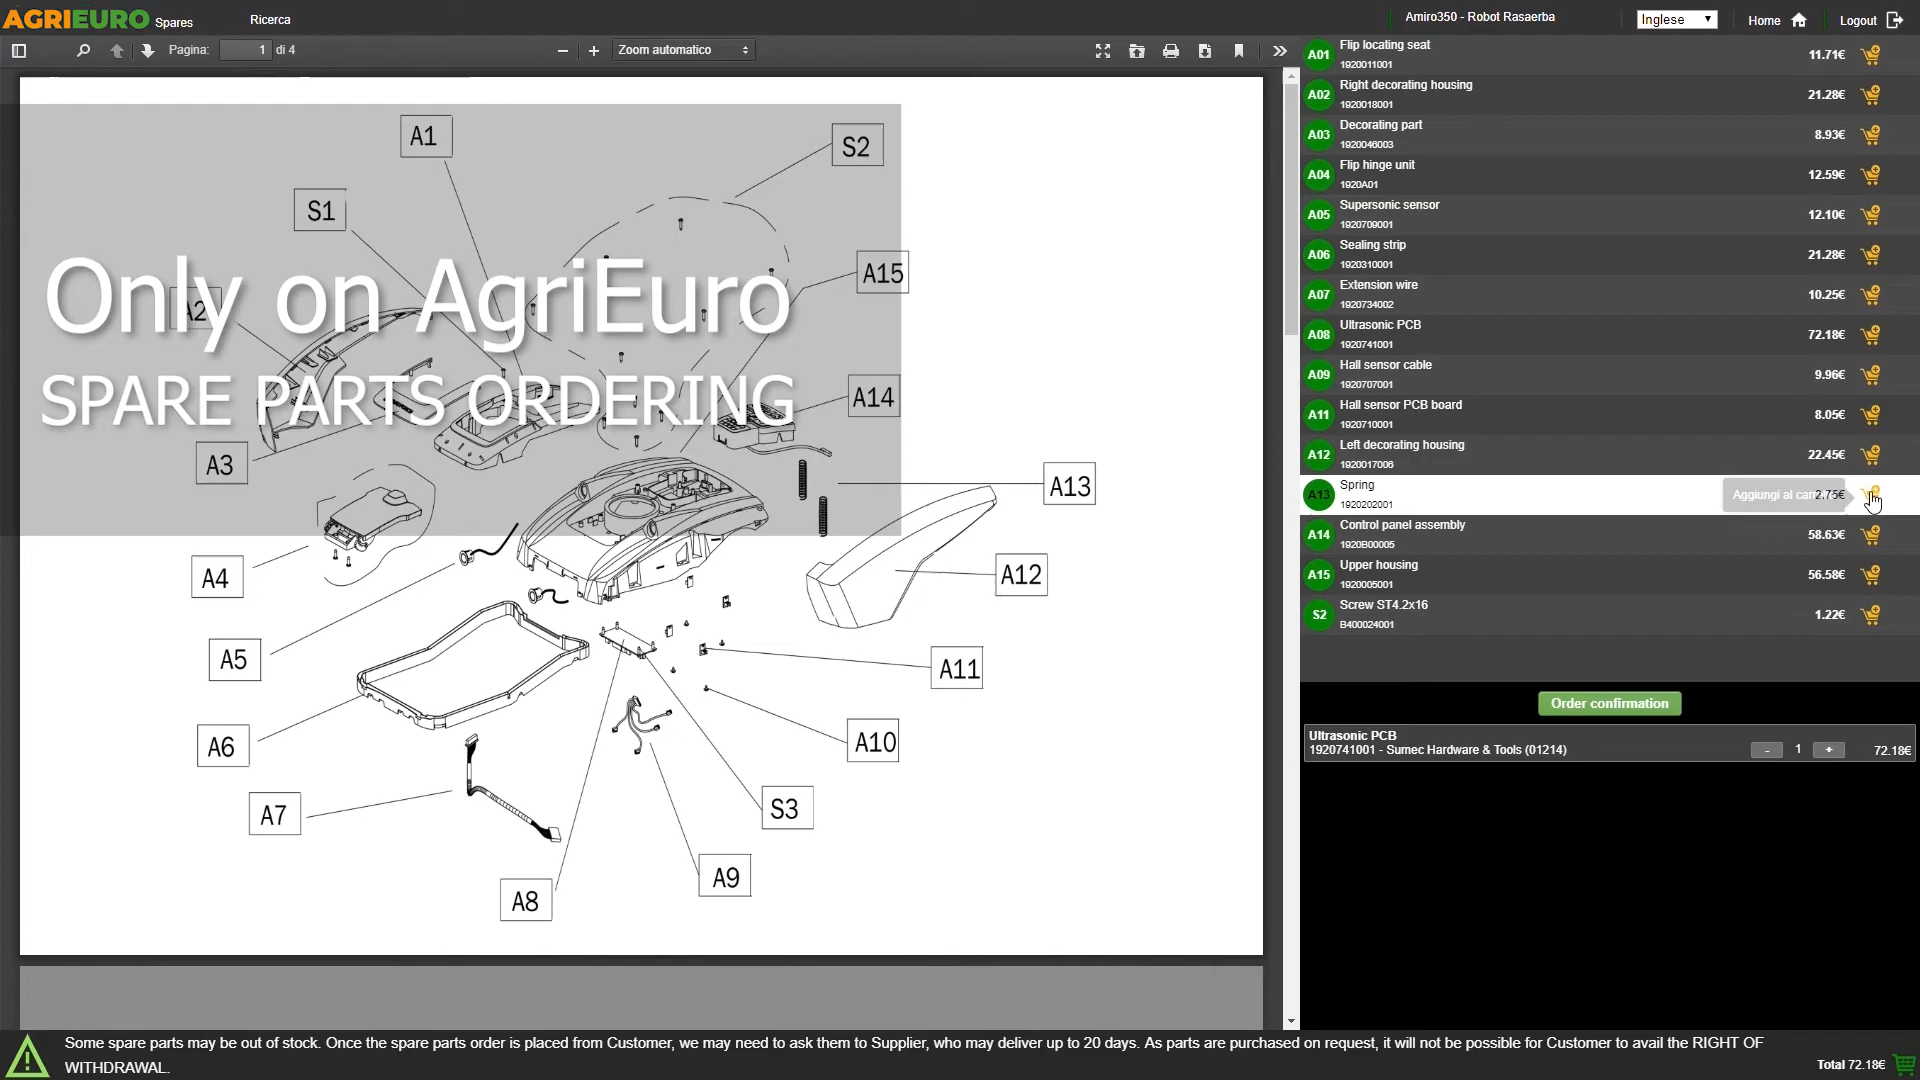 AGRIEURO Spares
Ricerca
Amiro350 - Robot Rasaerba
Inglese
Home
Logout
Pagina:
1
di 4
Zoom automatico
A1
S2
S1
A15
A2
Only on AgriEuro
SPARE PARTS ORDERING
A14
A3
A13
A4
A12
A5
A11
A6
A10
A7
S3
A9
A8
A01 Flip locating seat 11.71€
1920011001
A02 Right decorating housing 21.28€
1920018001
A03 Decorating part 8.93€
1920046003
A04 Flip hinge unit 12.59€
1920A01
A05 Supersonic sensor 12.10€
1920709001
A06 Sealing strip 21.28€
1920310001
A07 Extension wire 10.25€
1920734002
A08 Ultrasonic PCB 72.18€
1920741001
A09 Hall sensor cable 9.96€
1920707001
A11 Hall sensor PCB board 8.05€
1920710001
A12 Left decorating housing 22.45€
1920017006
A13 Spring Aggiungi al 2.75€
1920202001
A14 Control panel assembly 58.63€
1920B00005
A15 Upper housing 56.58€
1920005001
S2 Screw ST4.2x16 1.22€
B400024001
Order confirmation
Ultrasonic PCB
1920741001 - Sumec Hardware & Tools (01214) - 1 + 72.18€
Some spare parts may be out of stock. Once the spare parts order is placed from Customer, we may need to ask them to Supplier, who may deliver up to 20 days. As parts are purchased on request, it will not be possible for Customer to avail the RIGHT OF
WITHDRAWAL.
Total 72.18€